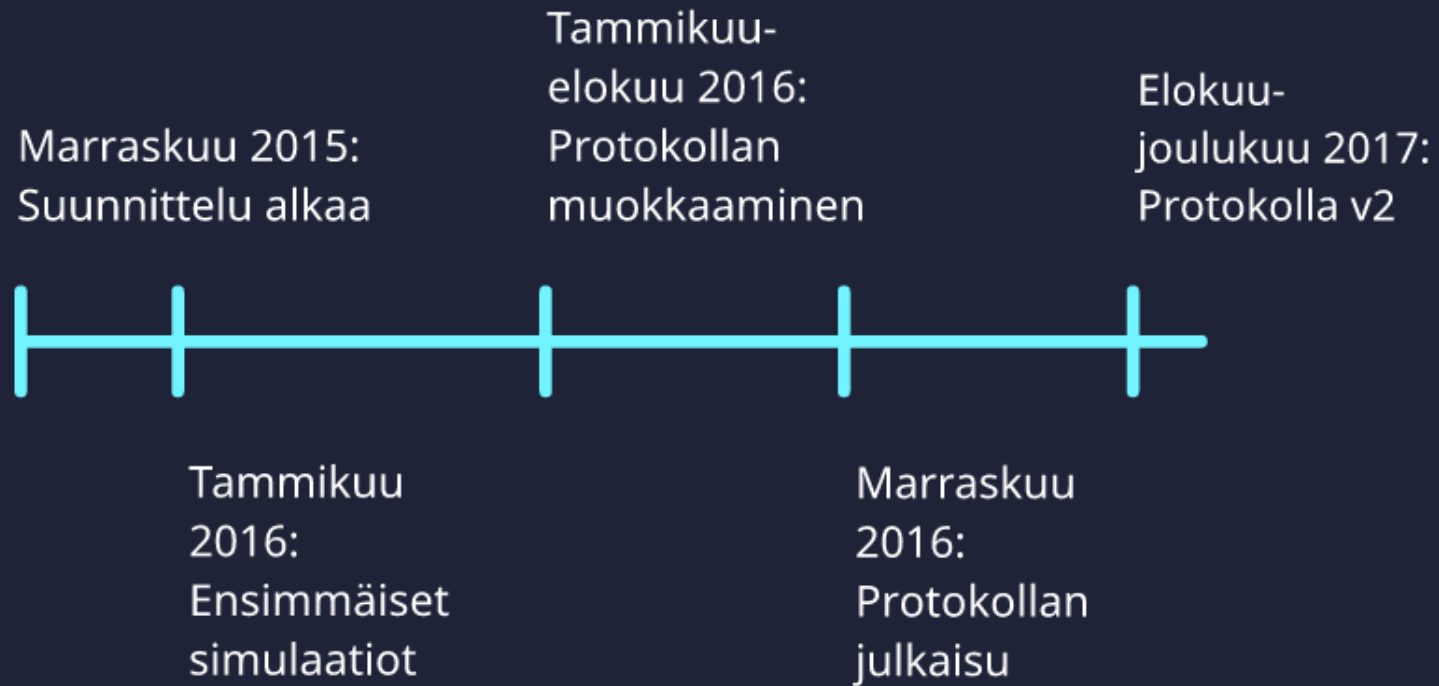 Marraskuu 2015:
Suunnittelu alkaa
Tammikuu
2016:
Ensimmäiset
simulaatiot
Tammikuu-
elokuu 2016:
Protokollan
muokkaaminen
Marraskuu
2016:
Protokollan
julkaisu
Elokuu-
joulukuu 2017:
Protokolla v2